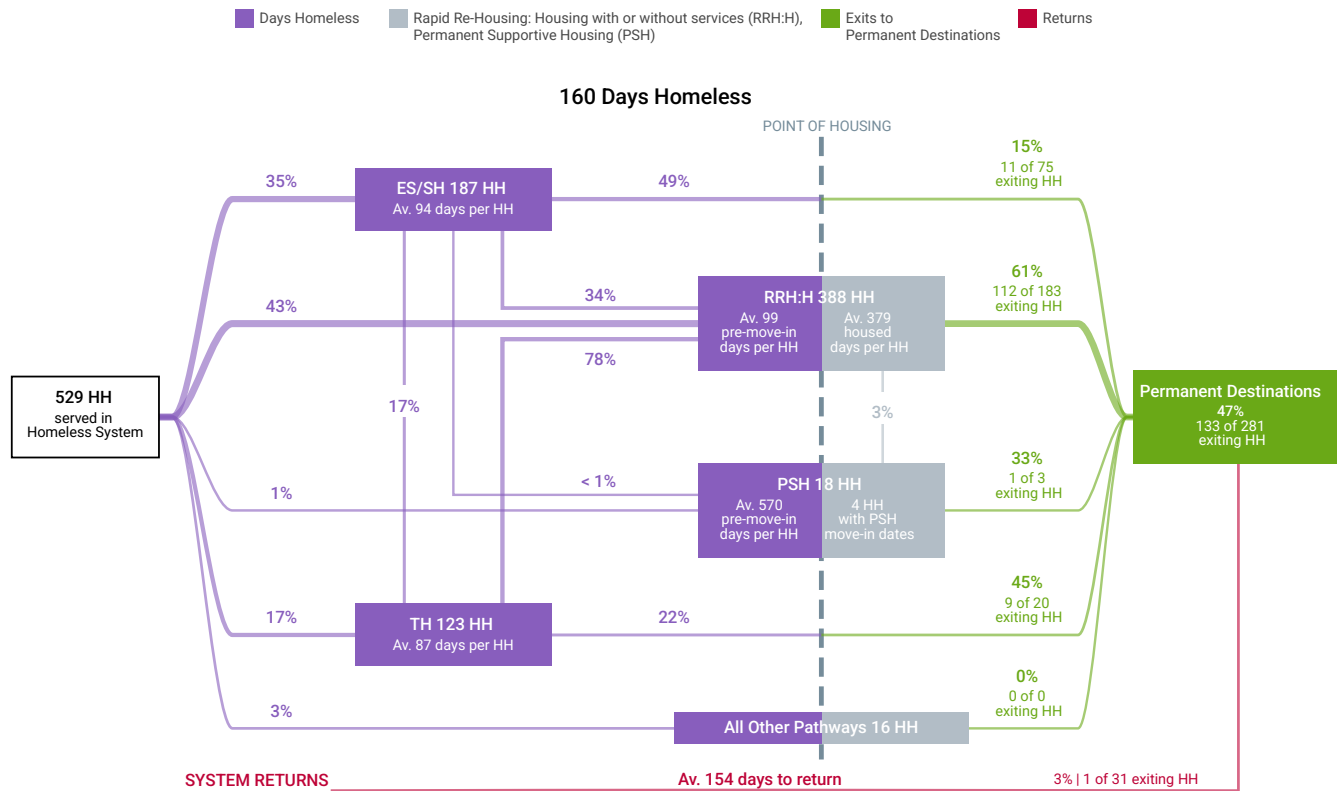 Days Homeless
Rapid Re-Housing: Housing with or without services (RRH:H),
Permanent Supportive Housing (PSH)
Exits to
Permanent Destinations
Returns
160 Days Homeless
POINT OF HOUSING
35%
ES/SH 187 HH
Av. 94 days per HH
49%
15%
11 of 75
exiting HH
43%
34%
RRH:H 388 HH
Av. 99
pre-move-in
days per HH
Av. 379
housed
days per HH
61%
112 of 183
exiting HH
78%
529 HH
served in
Homeless System
17%
3%
Permanent Destinations
47%
133 of 281
exiting HH
1%
< 1%
PSH 18 HH
Av. 570
pre-move-in
days per HH
4 HH
with PSH
move-in dates
33%
1 of 3
exiting HH
17%
TH 123 HH
Av. 87 days per HH
22%
45%
9 of 20
exiting HH
3%
All Other Pathways 16 HH
0%
0 of 0
exiting HH
SYSTEM RETURNS
Av. 154 days to return
3% | 1 of 31 exiting HH